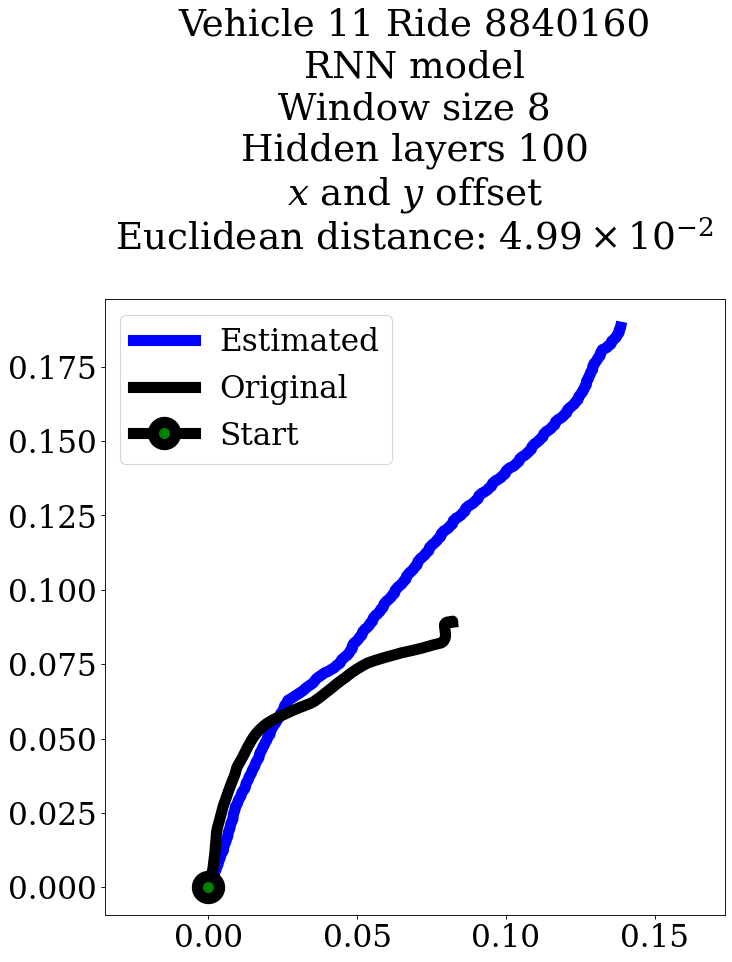 Vehicle 11 Ride 8840160
RNN model
Window size 8
Hidden layers 100
x and y offset
Euclidean distance: 4.99 × 10⁻²
Estimated
Original
Start
0.175
0.150
0.125
0.100
0.075
0.050
0.025
0.000
0.00 0.05 0.10 0.15